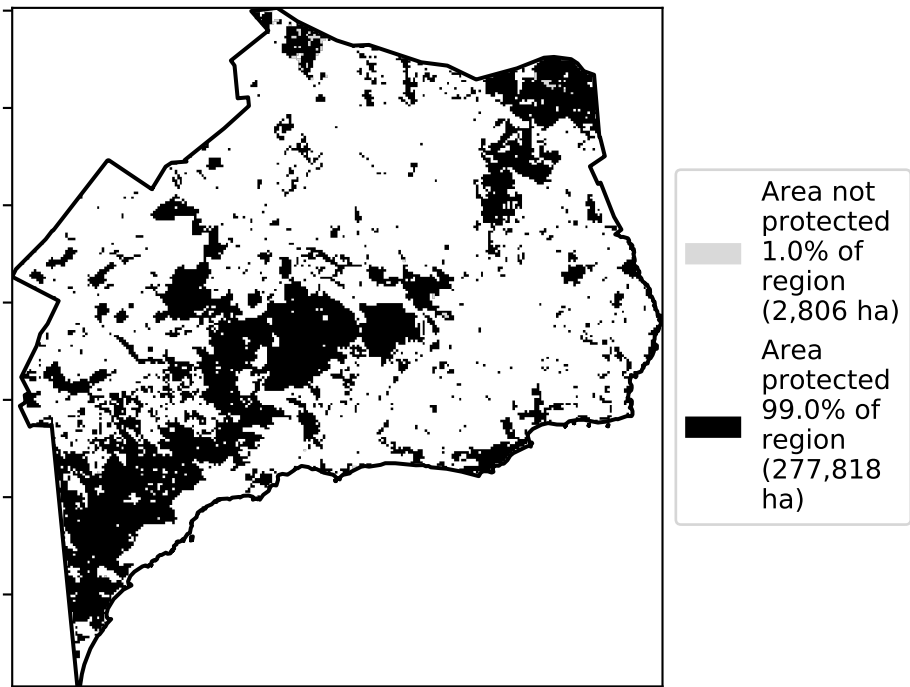 Area not
protected
1.0% of
region
(2,806 ha)
Area
protected
99.0% of
region
(277,818
ha)